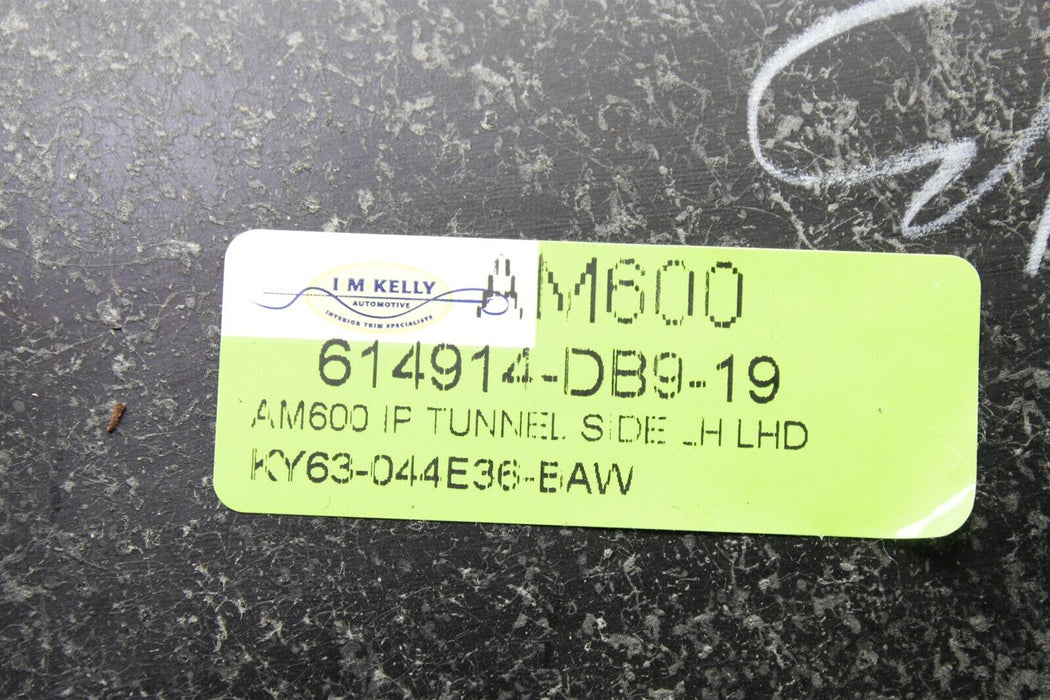 I M KELLY
AUTOMOTIVE
INTERIOR TRIM SPECIALISTS
AM600
614914-DB9-19
AM600 IP TUNNEL SIDE LH LHD
KY63-044E36-BAW